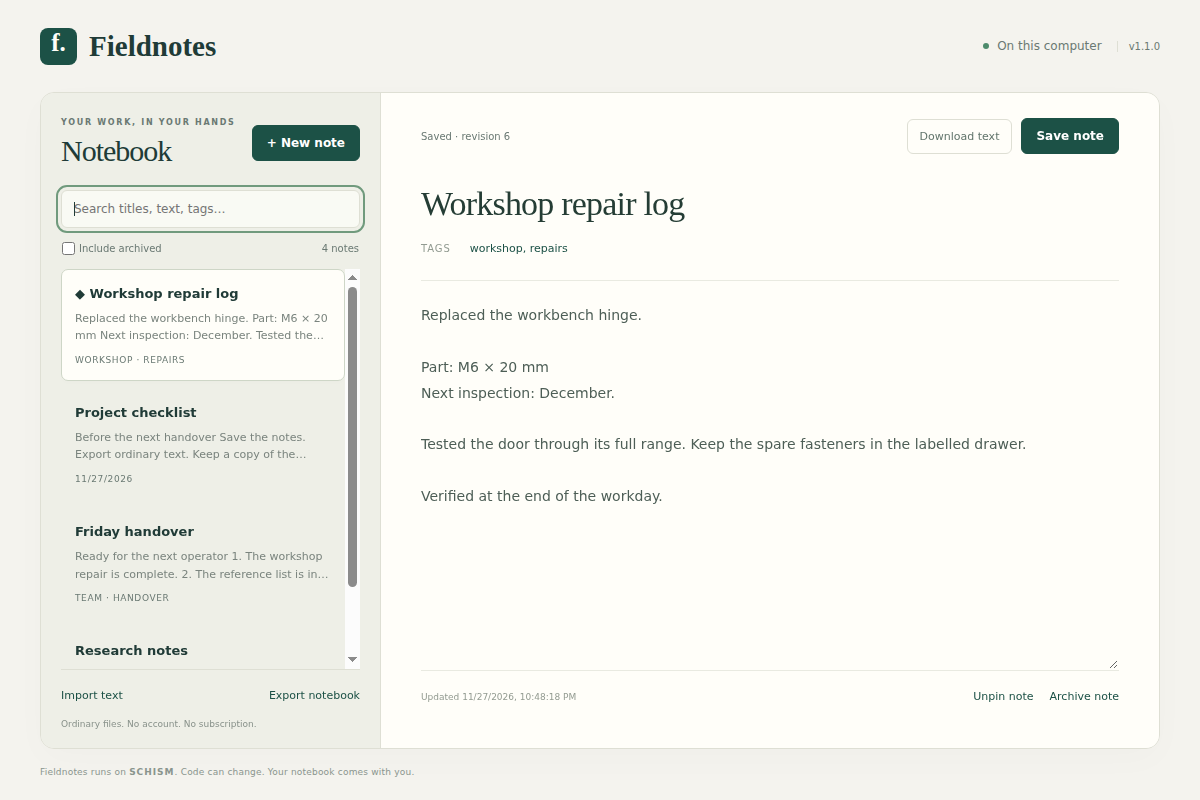 f. Fieldnotes
On this computer
v1.1.0
YOUR WORK, IN YOUR HANDS
Notebook
+ New note
Search titles, text, tags...
Include archived
4 notes
◆ Workshop repair log
Replaced the workbench hinge. Part: M6 × 20
mm Next inspection: December. Tested the...
WORKSHOP · REPAIRS
Project checklist
Before the next handover Save the notes.
Export ordinary text. Keep a copy of the...
11/27/2026
Friday handover
Ready for the next operator 1. The workshop
repair is complete. 2. The reference list is in...
TEAM · HANDOVER
Research notes
Import text
Export notebook
Ordinary files. No account. No subscription.
Saved · revision 6
Download text
Save note
Workshop repair log
TAGS workshop, repairs
Replaced the workbench hinge.
Part: M6 × 20 mm
Next inspection: December.
Tested the door through its full range. Keep the spare fasteners in the labelled drawer.
Verified at the end of the workday.
Updated 11/27/2026, 10:48:18 PM
Unpin note
Archive note
Fieldnotes runs on SCHISM. Code can change. Your notebook comes with you.